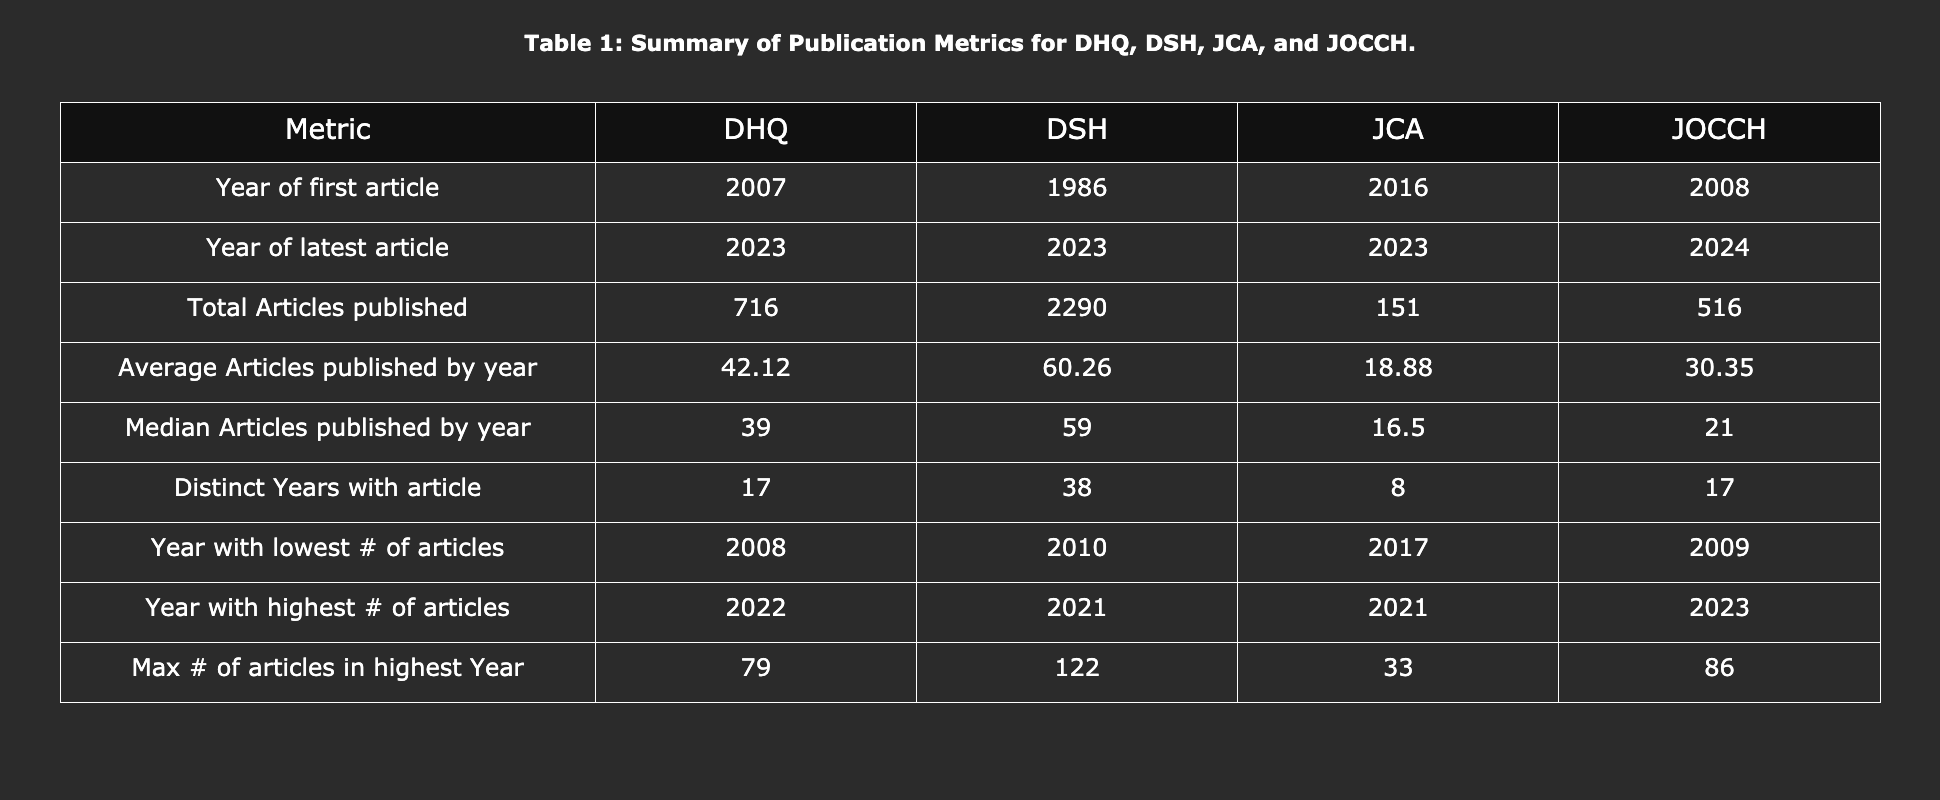 Table 1: Summary of Publication Metrics for DHQ, DSH, JCA, and JOCCH.
Metric DHQ DSH JCA JOCCH
Year of first article 2007 1986 2016 2008
Year of latest article 2023 2023 2023 2024
Total Articles published 716 2290 151 516
Average Articles published by year 42.12 60.26 18.88 30.35
Median Articles published by year 39 59 16.5 21
Distinct Years with article 17 38 8 17
Year with lowest # of articles 2008 2010 2017 2009
Year with highest # of articles 2022 2021 2021 2023
Max # of articles in highest Year 79 122 33 86